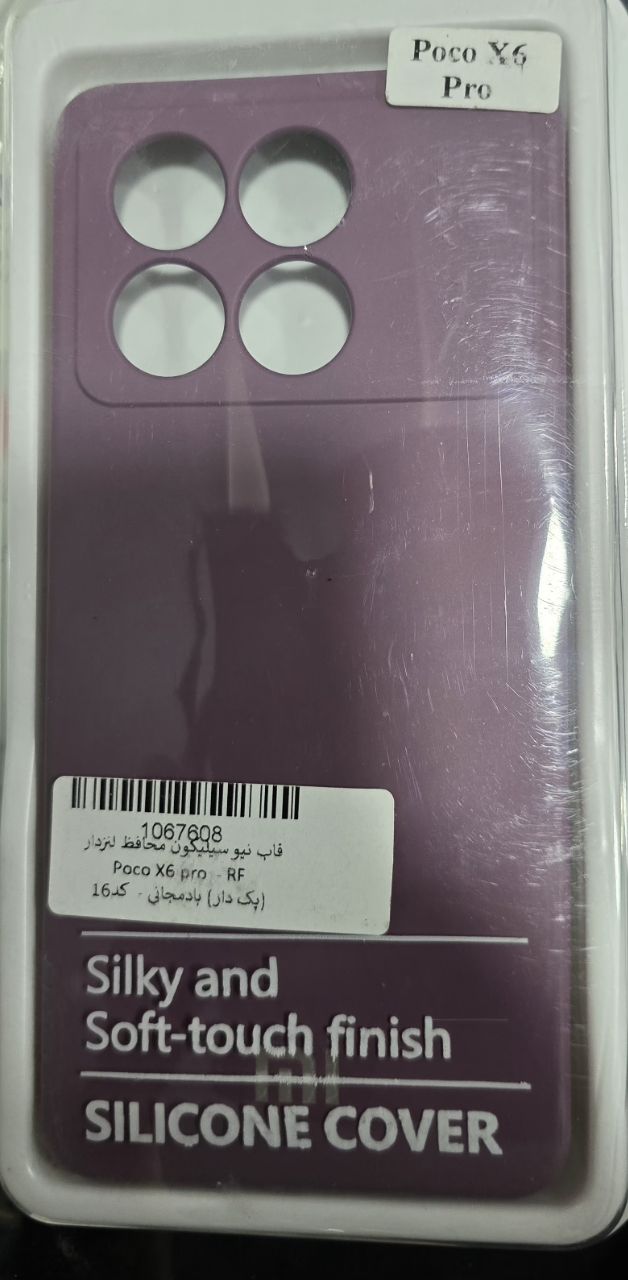 Poco X6
Pro
1067608
قاب نیو سیلیکون محافظ لنزدار
Poco X6 pro - RF
(پک دار) بادمجانی - کد16
Silky and
Soft-touch finish
mi
SILICONE COVER